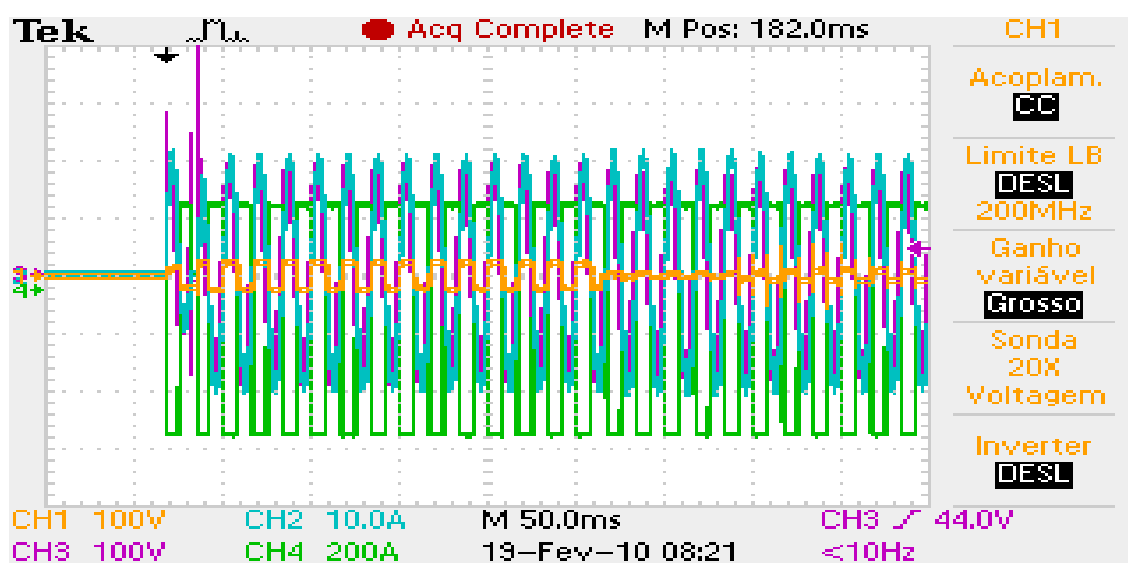 Tek Acq Complete M Pos: 182.0ms CH1
Acoplam.
CC
Limite LB
DESL
200MHz
Ganho
variável
Grosso
Sonda
20X
Voltagem
Inverter
DESL
4
CH1 100V CH2 10.0A M 50.0ms CH3 44.0V
CH3 100V CH4 200A 19-Fev-10 08:21 <10Hz